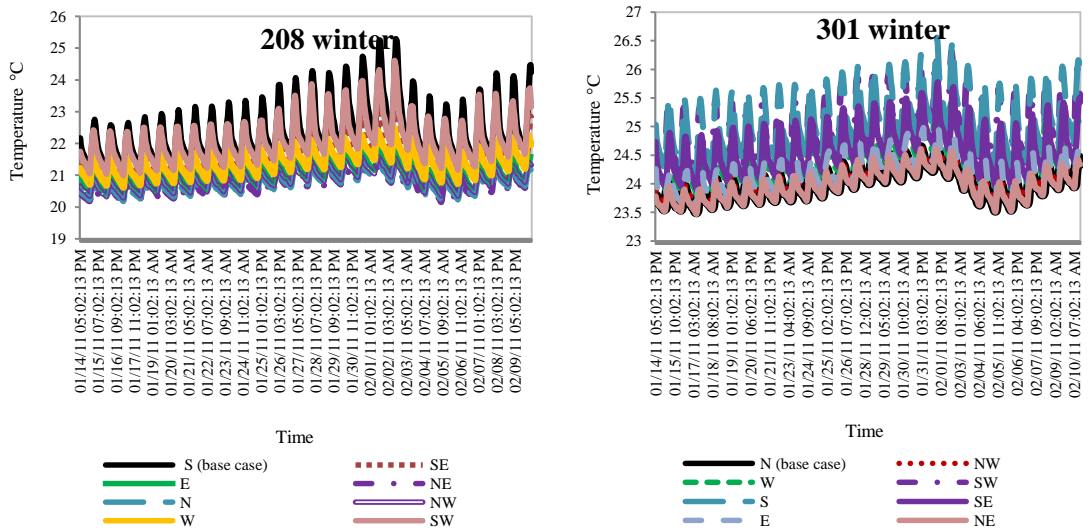 208 winter
Temperature °C
26
25
24
23
22
21
20
19
01/14/11 05:02:13 PM
01/15/11 07:02:13 PM
01/16/11 09:02:13 PM
01/17/11 11:02:13 PM
01/19/11 01:02:13 AM
01/20/11 03:02:13 AM
01/21/11 05:02:13 AM
01/22/11 07:02:13 AM
01/23/11 09:02:13 AM
01/24/11 11:02:13 AM
01/25/11 01:02:13 PM
01/26/11 03:02:13 PM
01/27/11 05:02:13 PM
01/28/11 07:02:13 PM
01/29/11 09:02:13 PM
01/30/11 11:02:13 PM
02/01/11 01:02:13 AM
02/02/11 03:02:13 AM
02/03/11 05:02:13 AM
02/04/11 07:02:13 AM
02/05/11 09:02:13 AM
02/06/11 11:02:13 AM
02/07/11 01:02:13 PM
02/08/11 03:02:13 PM
02/09/11 05:02:13 PM
Time
S (base case)
SE
E
NE
N
NW
W
SW
301 winter
Temperature °C
27
26.5
26
25.5
25
24.5
24
23.5
23
01/14/11 05:02:13 PM
01/15/11 10:02:13 PM
01/17/11 03:02:13 AM
01/18/11 08:02:13 AM
01/19/11 01:02:13 PM
01/20/11 06:02:13 PM
01/21/11 11:02:13 PM
01/23/11 04:02:13 AM
01/24/11 09:02:13 AM
01/25/11 02:02:13 PM
01/26/11 07:02:13 PM
01/28/11 12:02:13 AM
01/29/11 05:02:13 AM
01/30/11 10:02:13 AM
01/31/11 03:02:13 PM
02/01/11 08:02:13 PM
02/03/11 01:02:13 AM
02/04/11 06:02:13 AM
02/05/11 11:02:13 AM
02/06/11 04:02:13 PM
02/07/11 09:02:13 PM
02/09/11 02:02:13 AM
02/10/11 07:02:13 AM
Time
N (base case)
NW
W
SW
S
SE
E
NE